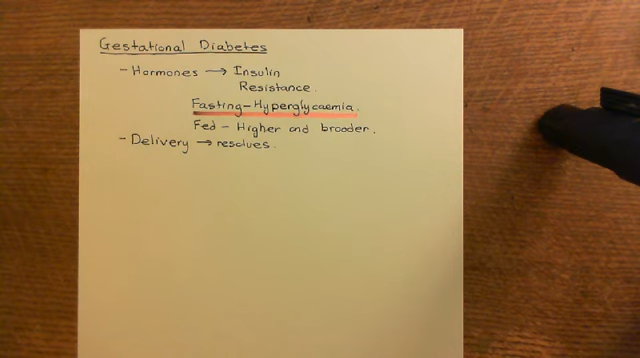 Gestational Diabetes
- Hormones → Insulin
Resistance.
Fasting - Hyperglycaemia.
Fed - Higher and broader.
- Delivery → resolves.